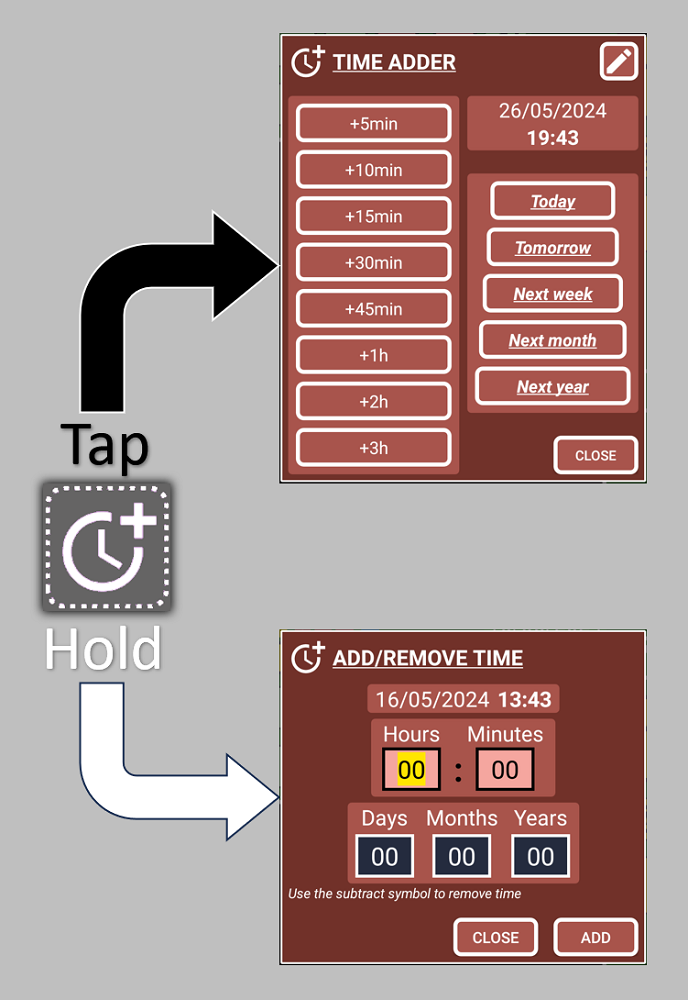 TIME ADDER
+5min
+10min
+15min
+30min
+45min
+1h
+2h
+3h
26/05/2024
19:43
Today
Tomorrow
Next week
Next month
Next year
CLOSE
Tap
Hold
ADD/REMOVE TIME
16/05/2024 13:43
Hours Minutes
00 : 00
Days Months Years
00 00 00
Use the subtract symbol to remove time
CLOSE ADD